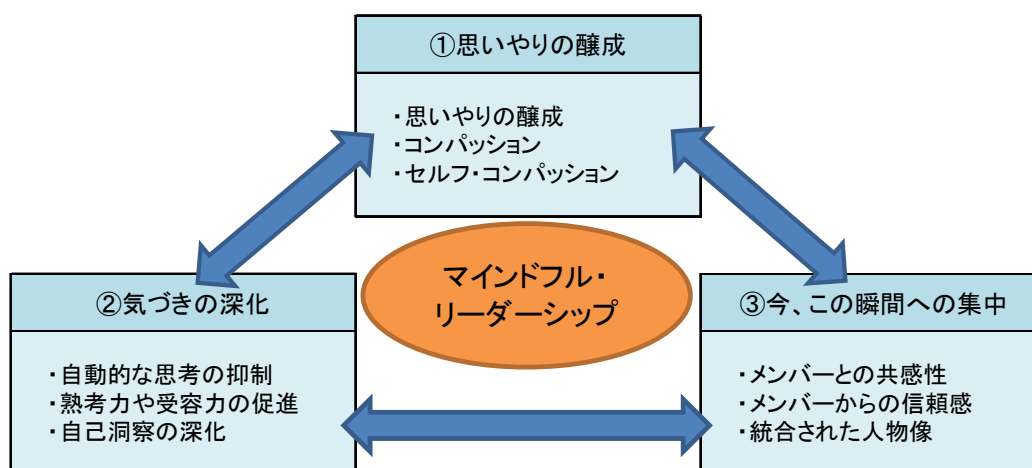 ①思いやりの醸成
・思いやりの醸成
・コンパッション
・セルフ・コンパッション
マインドフル・
リーダーシップ
②気づきの深化
・自動的な思考の抑制
・熟考力や受容力の促進
・自己洞察の深化
③今、この瞬間への集中
・メンバーとの共感性
・メンバーからの信頼感
・統合された人物像